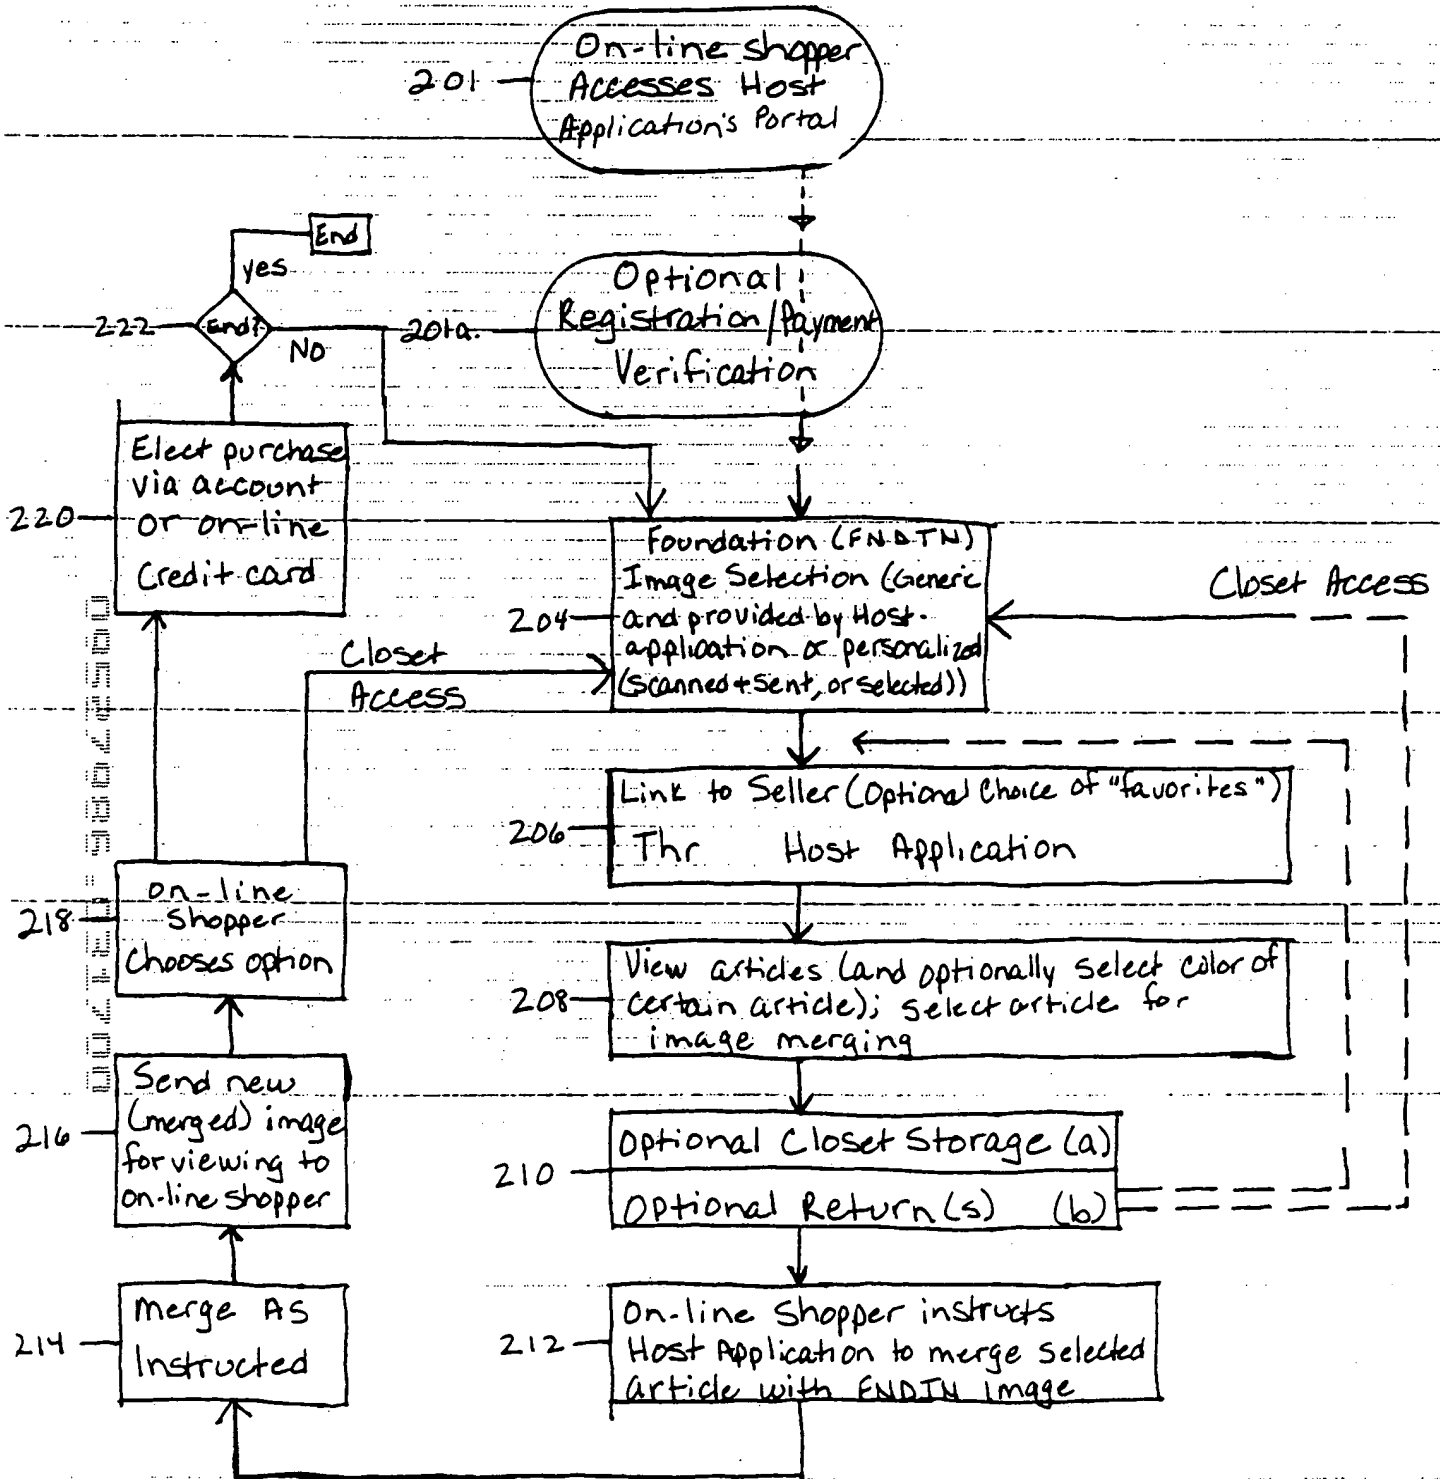 On-line shopper
Accesses Host
Application's Portal
201
End
yes
Optional
Registration/Payment
Verification
222
End?
No
201a.
Elect purchase
via account
or on-line
Credit card
220
Foundation (FNDTN)
Image Selection (Generic
and provided by Host
application or personalized
(scanned + sent, or selected))
204
Closet Access
Closet
Access
Link to Seller (Optional Choice of "favorites")
Thr Host Application
206
on-line
Shopper
Chooses option
218
View articles (and optionally select color of
certain article); select article for
image merging
208
Send new
(merged) image
for viewing to
on-line shopper
216
Optional Closet Storage (a)
Optional Return(s) (b)
210
Merge As
Instructed
214
On-line Shopper instructs
Host Application to merge selected
article with FNDTN Image
212